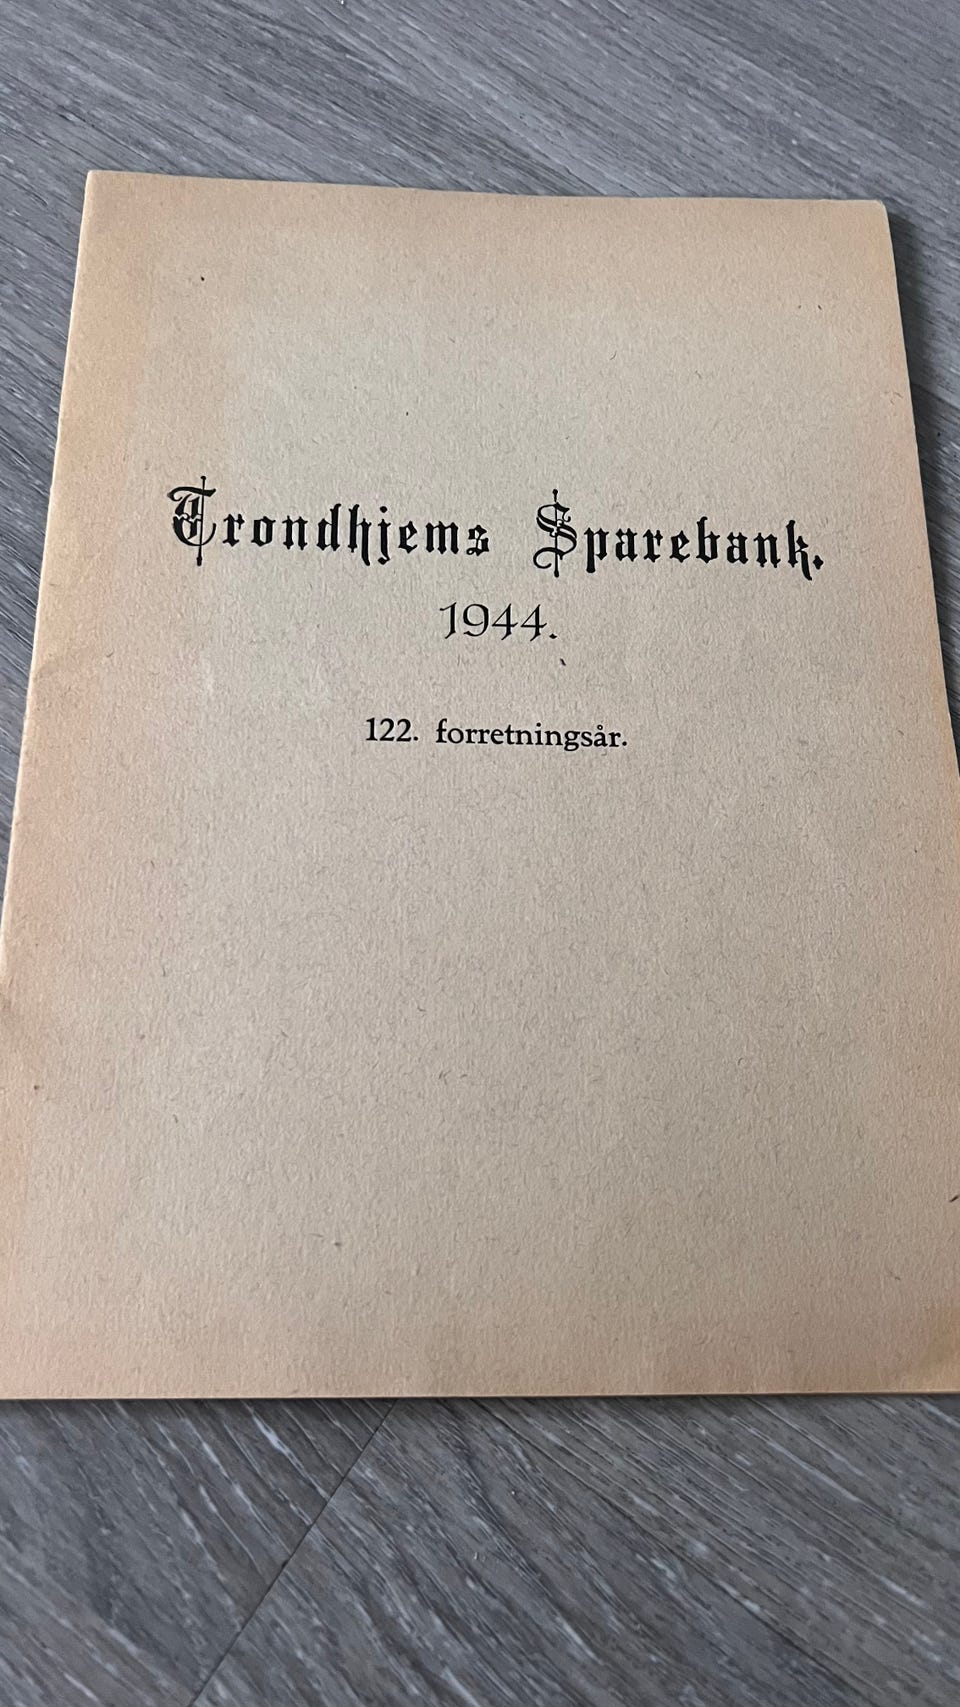 Trondhjems Sparebank.
1944.
122. forretningsår.